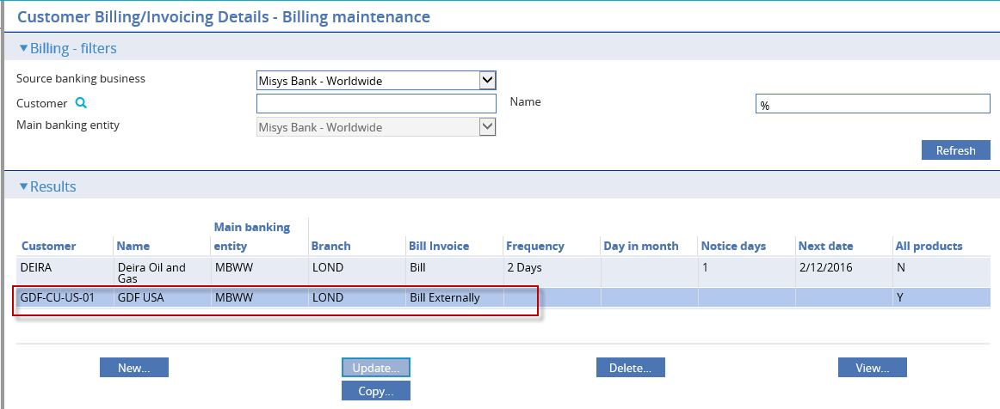 Customer Billing/Invoicing Details - Billing maintenance
Billing - filters
Source banking business Misys Bank - Worldwide
Customer Name %
Main banking entity Misys Bank - Worldwide
Refresh
Results
Main banking
Customer Name entity Branch Bill Invoice Frequency Day in month Notice days Next date All products
DEIRA Deira Oil and MBWW LOND Bill 2 Days 1 2/12/2016 N
Gas
GDF-CU-US-01 GDF USA MBWW LOND Bill Externally Y
New... Update... Delete... View...
Copy...